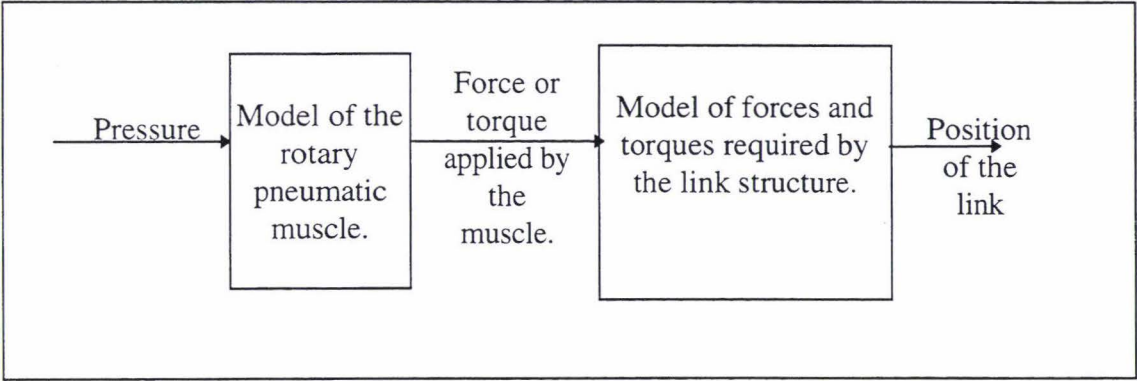 Pressure
Model of the
rotary
pneumatic
muscle.
Force or
torque
applied by
the
muscle.
Model of forces and
torques required by
the link structure.
Position
of the
link